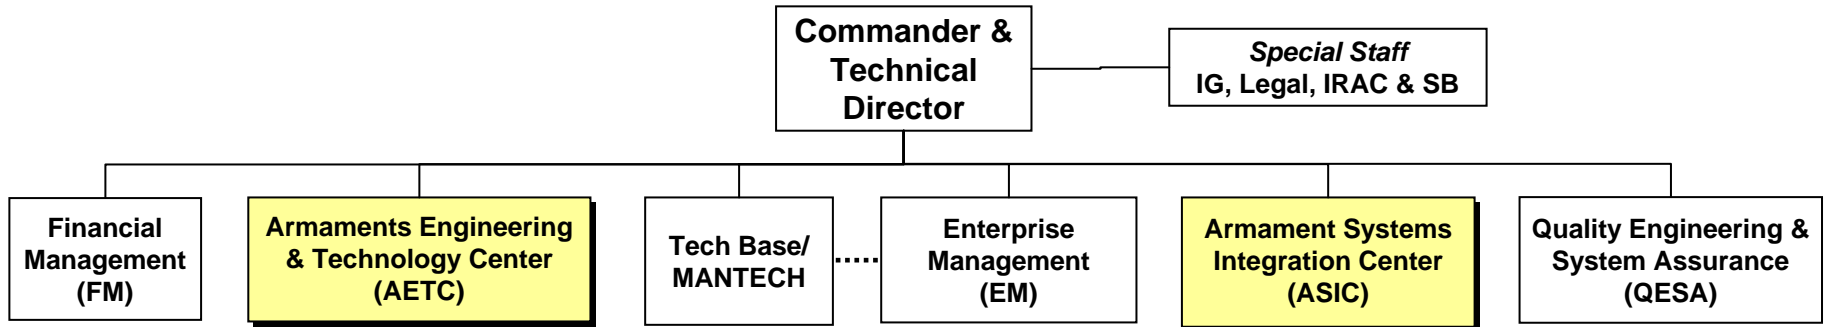 Commander &
Technical
Director
Special Staff
IG, Legal, IRAC & SB
Financial
Management
(FM)
Armaments Engineering
& Technology Center
(AETC)
Tech Base/
MANTECH
Enterprise
Management
(EM)
Armament Systems
Integration Center
(ASIC)
Quality Engineering &
System Assurance
(QESA)